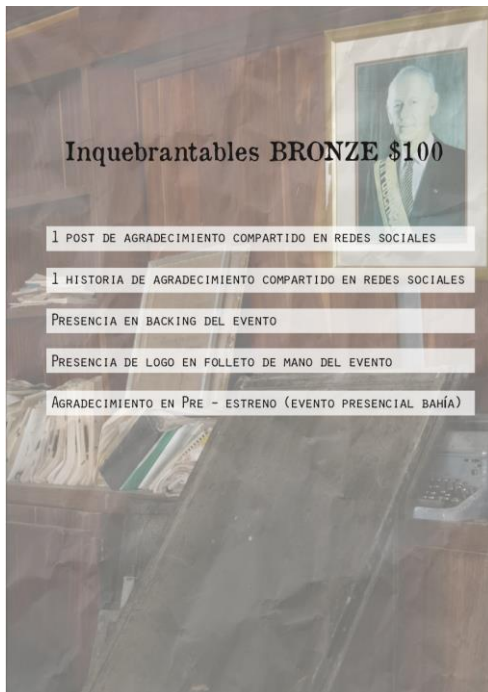 Inquebrantables BRONZE $100
1 POST DE AGRADECIMIENTO COMPARTIDO EN REDES SOCIALES
1 HISTORIA DE AGRADECIMIENTO COMPARTIDO EN REDES SOCIALES
PRESENCIA EN BACKING DEL EVENTO
PRESENCIA DE LOGO EN FOLLETO DE MANO DEL EVENTO
AGRADECIMIENTO EN PRE - ESTRENO (EVENTO PRESENCIAL BAHÍA)